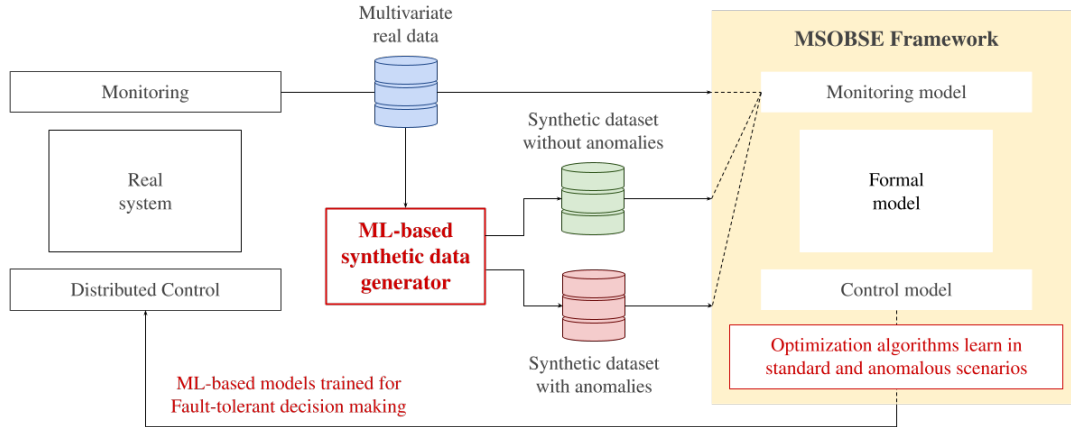 Multivariate
real data
MSOBSE Framework
Monitoring
Monitoring model
Synthetic dataset
without anomalies
Real
system
Formal
model
ML-based
synthetic data
generator
Distributed Control
Control model
Synthetic dataset
with anomalies
Optimization algorithms learn in
standard and anomalous scenarios
ML-based models trained for
Fault-tolerant decision making